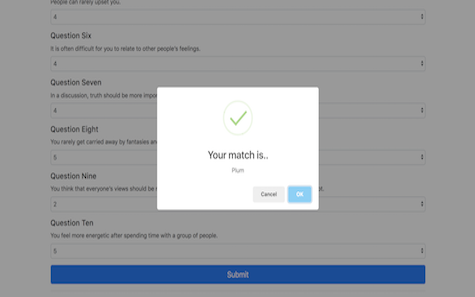 People can rarely upset you.
4
Question Six
It is often difficult for you to relate to other people's feelings.
4
Question Seven
In a discussion, truth should be more impo
4
Question Eight
You rarely get carried away by fantasies an
5
Question Nine
You think that everyone's views should be
2
Question Ten
You feel more energetic after spending time with a group of people.
5
Submit
Your match is..
Plum
Cancel
OK